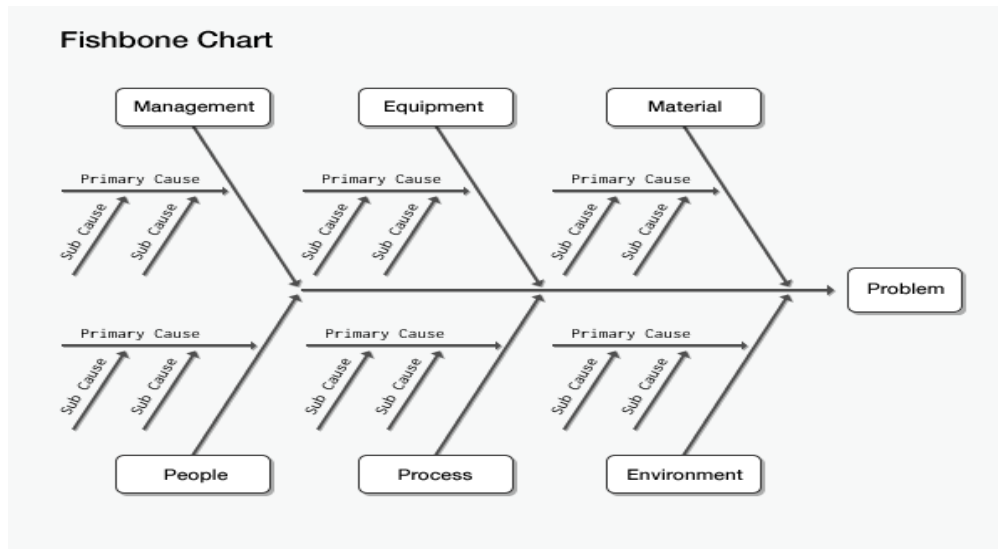 Fishbone Chart
Management
Equipment
Material
Primary Cause
Primary Cause
Primary Cause
Sub Cause
Sub Cause
Sub Cause
Sub Cause
Sub Cause
Sub Cause
Problem
Primary Cause
Primary Cause
Primary Cause
Sub Cause
Sub Cause
Sub Cause
Sub Cause
Sub Cause
Sub Cause
People
Process
Environment